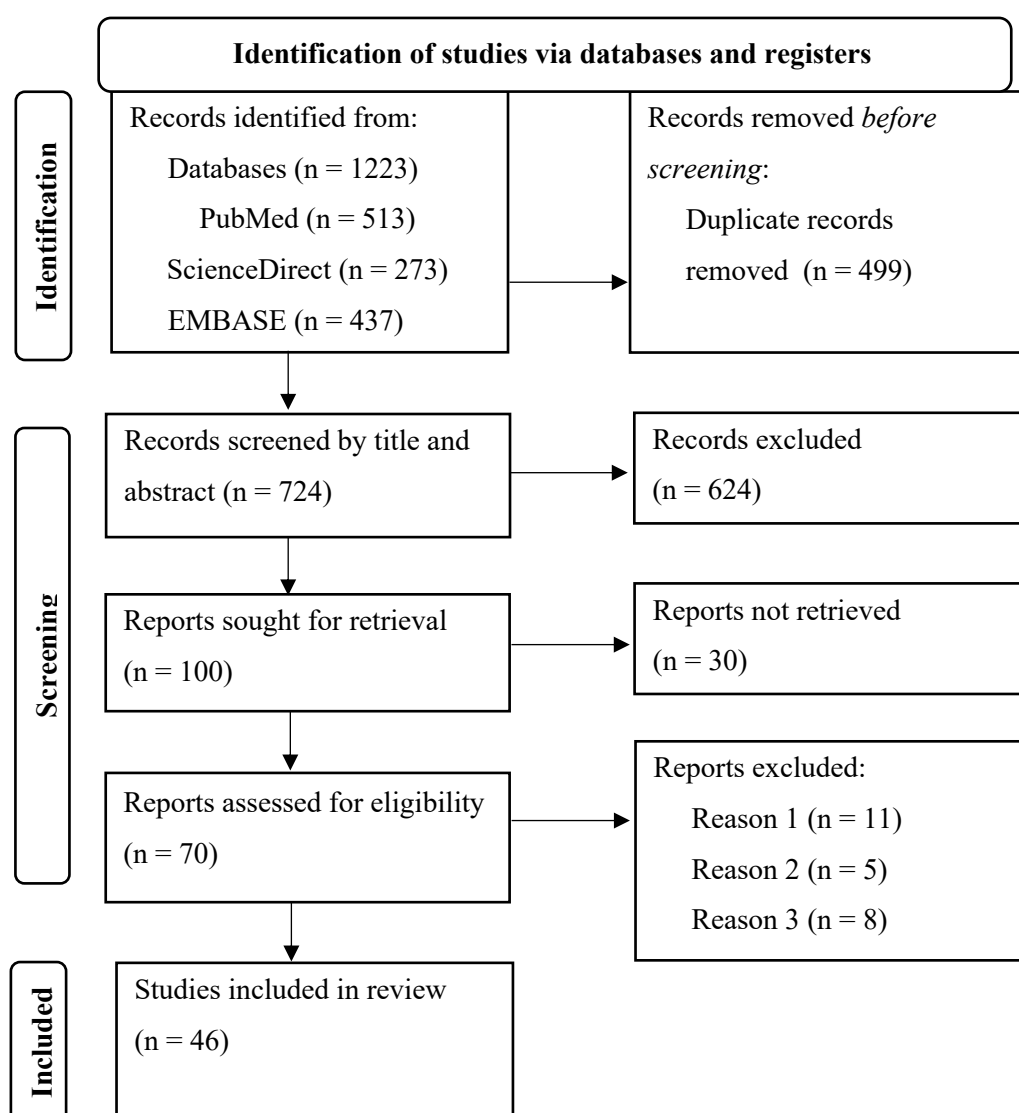 Identification of studies via databases and registers
Identification
Records identified from:
Databases (n = 1223)
PubMed (n = 513)
ScienceDirect (n = 273)
EMBASE (n = 437)
Records removed before
screening:
Duplicate records
removed (n = 499)
Screening
Records screened by title and
abstract (n = 724)
Records excluded
(n = 624)
Reports sought for retrieval
(n = 100)
Reports not retrieved
(n = 30)
Reports assessed for eligibility
(n = 70)
Reports excluded:
Reason 1 (n = 11)
Reason 2 (n = 5)
Reason 3 (n = 8)
Included
Studies included in review
(n = 46)